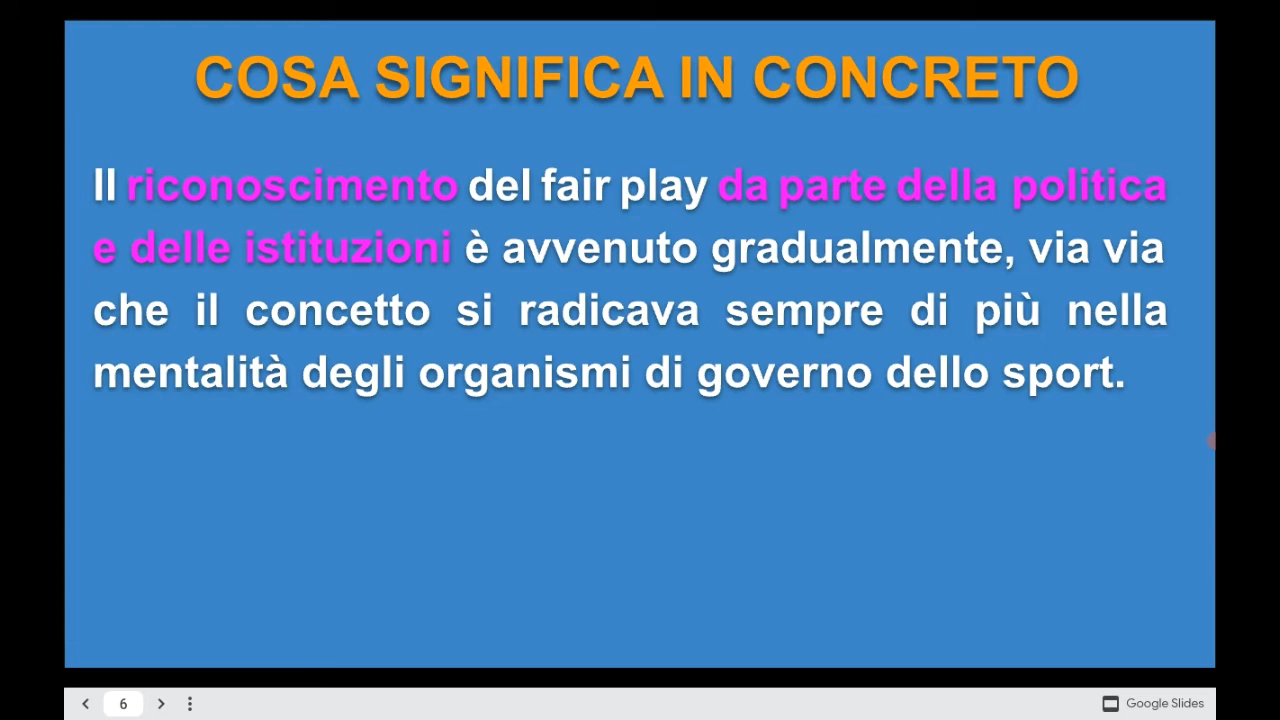 COSA SIGNIFICA IN CONCRETO
Il riconoscimento del fair play da parte della politica
e delle istituzioni è avvenuto gradualmente, via via
che il concetto si radicava sempre di più nella
mentalità degli organismi di governo dello sport.
6
Google Slides